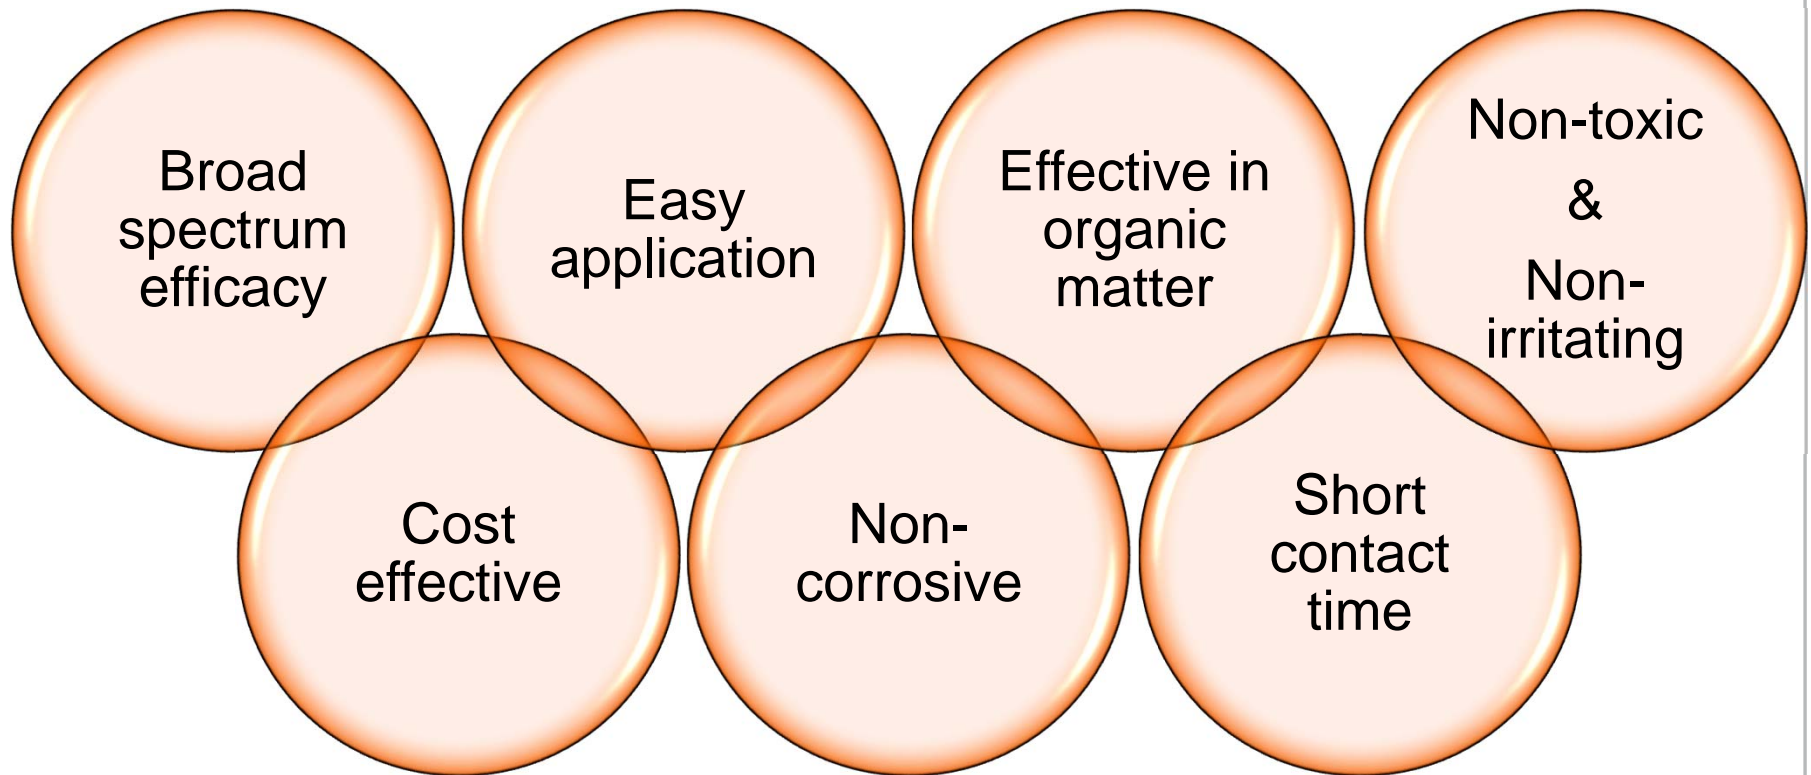 Broad
spectrum
efficacy
Easy
application
Effective in
organic
matter
Non-toxic
&
Non-
irritating
Cost
effective
Non-
corrosive
Short
contact
time